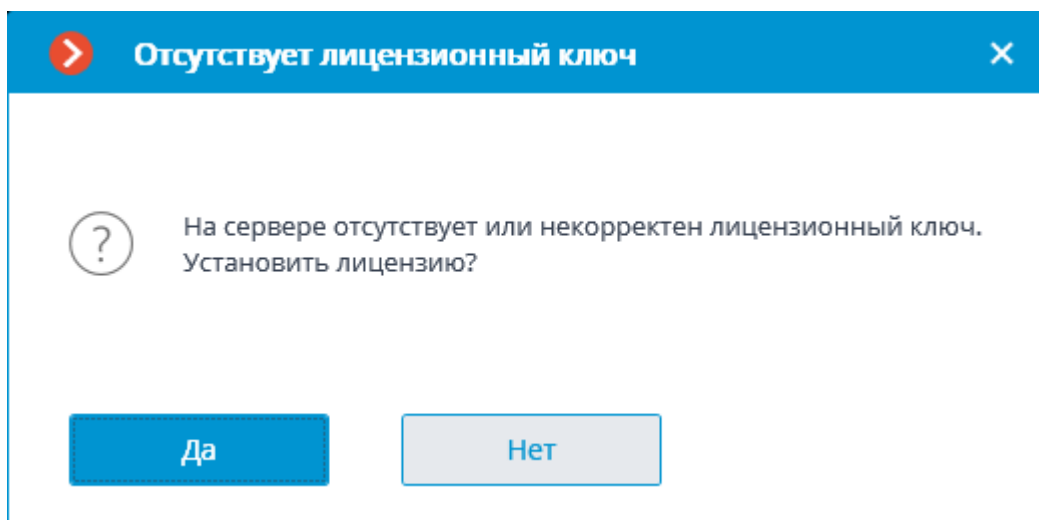 Отсутствует лицензионный ключ
На сервере отсутствует или некорректен лицензионный ключ.
Установить лицензию?
Да
Нет